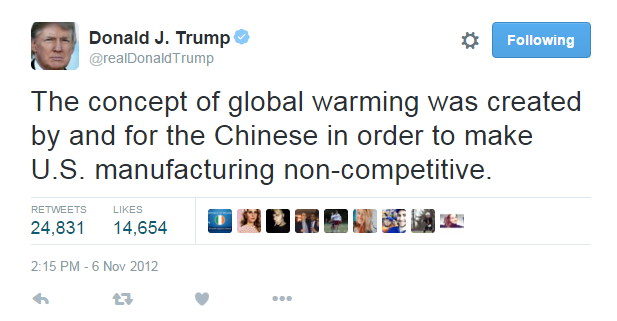 Donald J. Trump
@realDonaldTrump
Following
The concept of global warming was created
by and for the Chinese in order to make
U.S. manufacturing non-competitive.
RETWEETS LIKES
24,831 14,654
2:15 PM - 6 Nov 2012